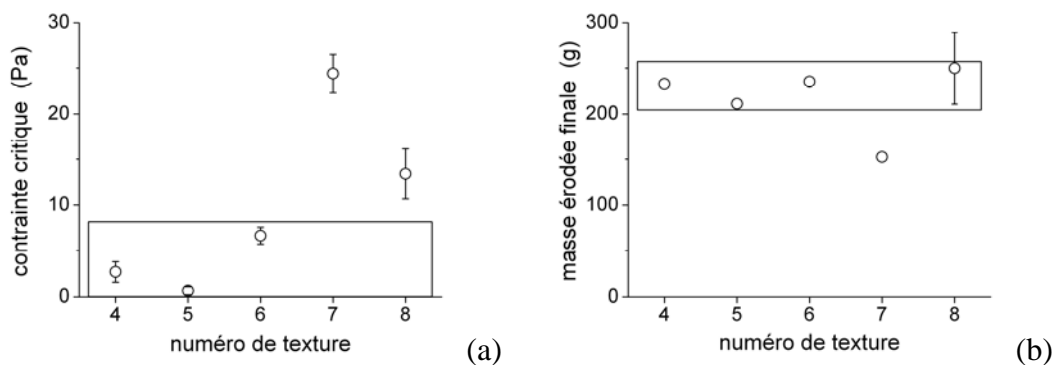 contrainte critique (Pa)
30
20
10
0
4 5 6 7 8
numéro de texture
(a)
masse érodée finale (g)
300
200
100
0
4 5 6 7 8
numéro de texture
(b)